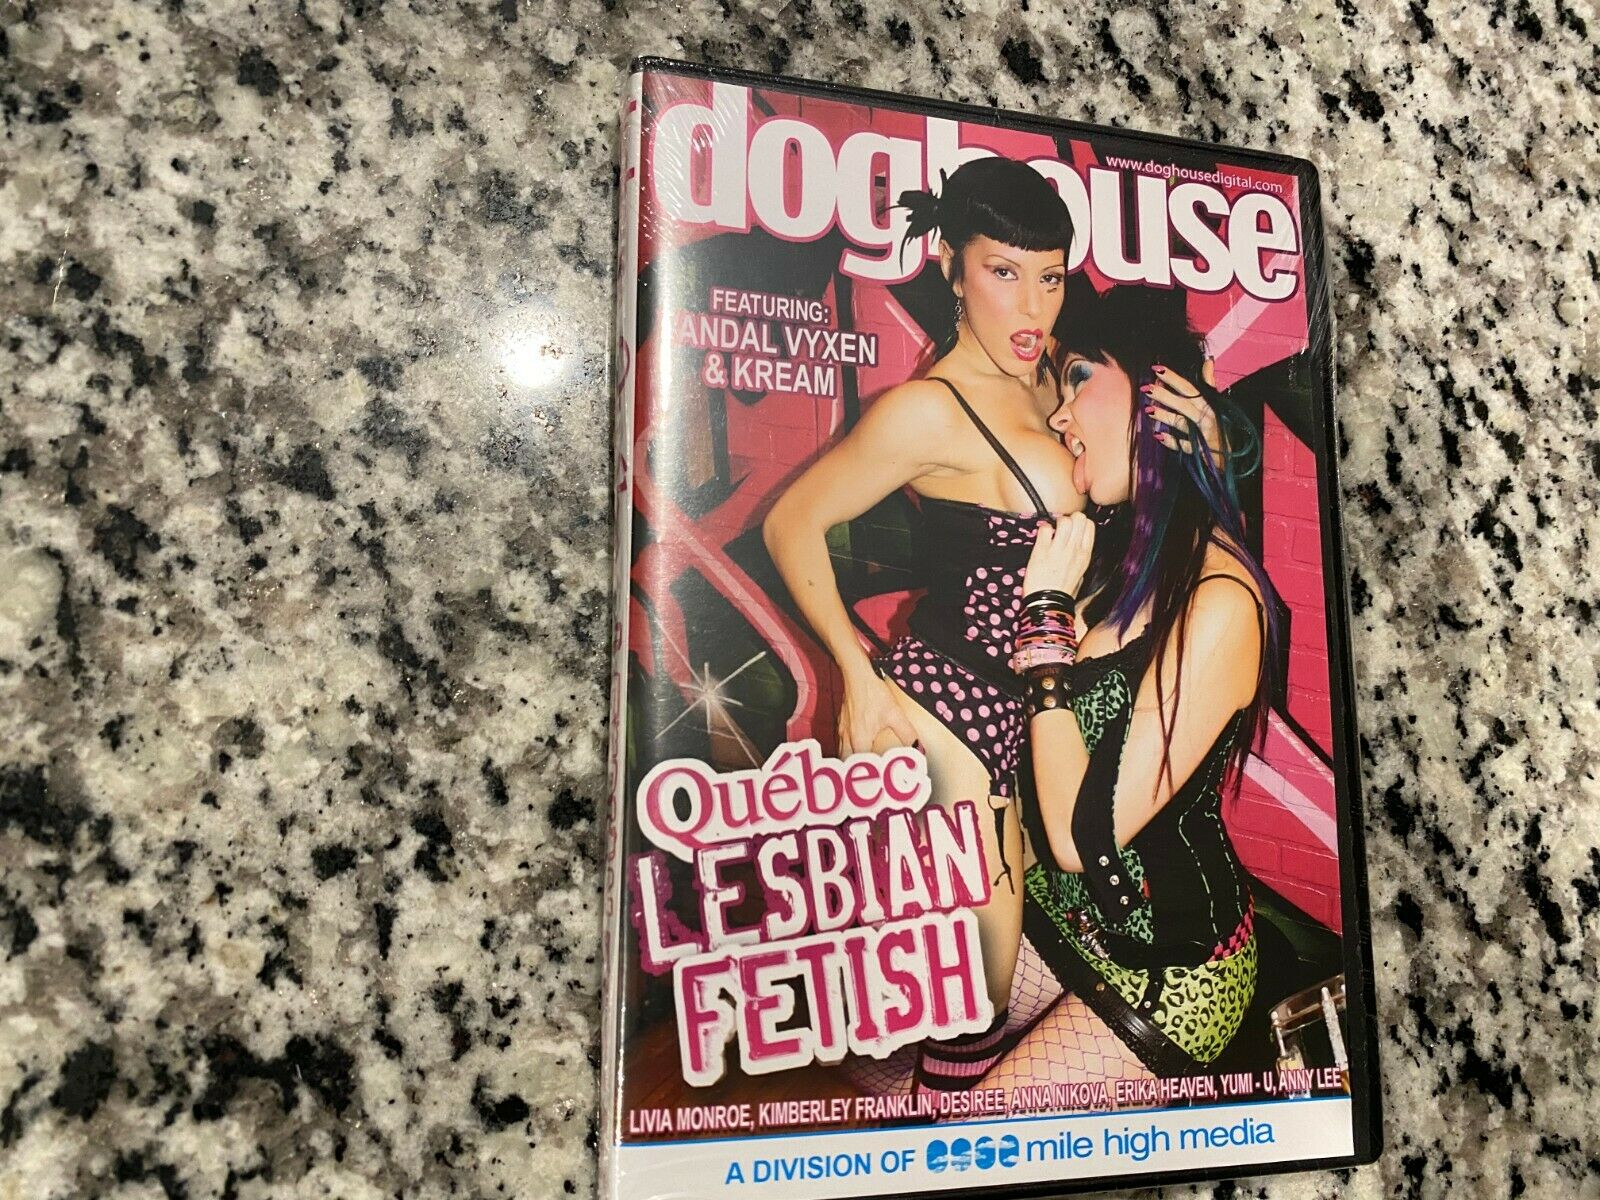 doghouse
www.doghousedigital.com
FEATURING:
ANDAL VYXEN
& KREAM
Québec
LESBIAN
FETISH
LIVIA MONROE, KIMBERLEY FRANKLIN, DESIREE, ANNA NIKOVA, ERIKA HEAVEN, YUMI - U, ANNY LEE
A DIVISION OF mile high media